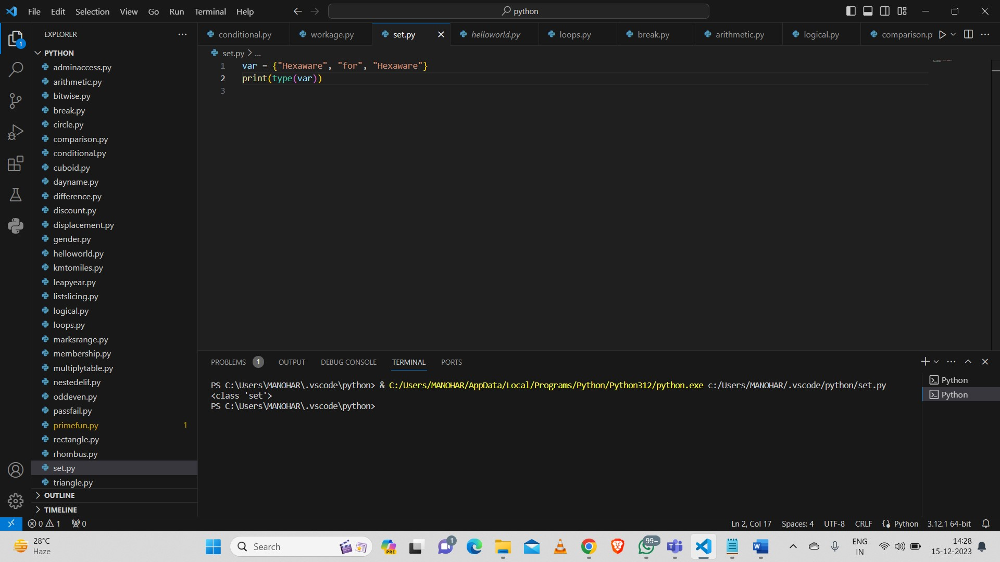 File Edit Selection View Go Run Terminal Help
python
EXPLORER
1
PYTHON
adminaccess.py
arithmetic.py
bitwise.py
break.py
circle.py
comparison.py
conditional.py
cuboid.py
dayname.py
difference.py
discount.py
displacement.py
gender.py
helloworld.py
kmtomiles.py
leapyear.py
listslicing.py
logical.py
loops.py
marksrange.py
membership.py
multiplytable.py
nestedelif.py
oddeven.py
passfail.py
primefun.py 1
rectangle.py
rhombus.py
set.py
triangle.py
OUTLINE
TIMELINE
conditional.py workage.py set.py helloworld.py loops.py break.py arithmetic.py logical.py comparison.p
set.py > ...
1 var = {"Hexaware", "for", "Hexaware"}
2 print(type(var))
3
PROBLEMS 1 OUTPUT DEBUG CONSOLE TERMINAL PORTS
PS C:\Users\MANOHAR\.vscode\python> & C:/Users/MANOHAR/AppData/Local/Programs/Python/Python312/python.exe c:/Users/MANOHAR/.vscode/python/set.py
<class 'set'>
PS C:\Users\MANOHAR\.vscode\python>
Python
Python
0 1 0
Ln 2, Col 17 Spaces: 4 UTF-8 CRLF Python 3.12.1 64-bit
28°C
Haze
Search
PRE
1
99+
ENG
IN
14:28
15-12-2023